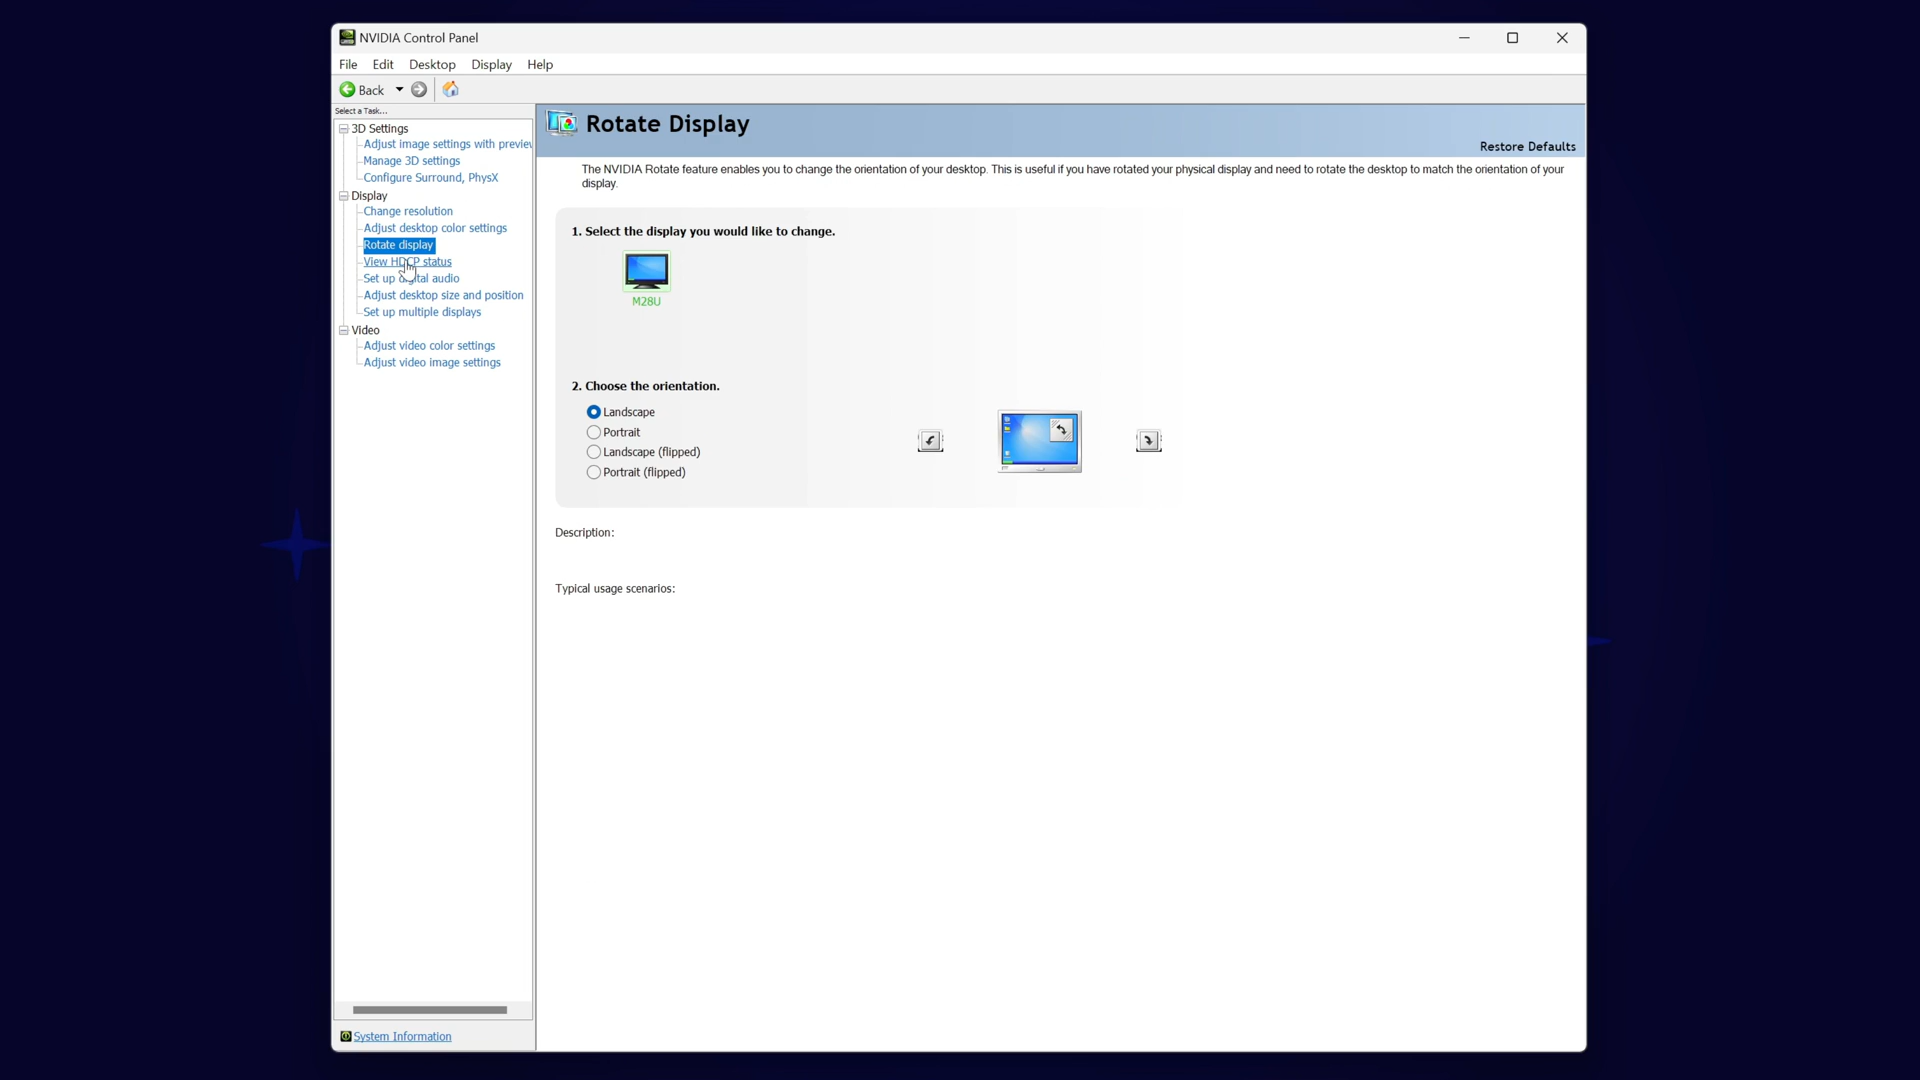 NVIDIA Control Panel
File Edit Desktop Display Help
Back
Select a Task...
3D Settings
Adjust image settings with preview
Manage 3D settings
Configure Surround, PhysX
Display
Change resolution
Adjust desktop color settings
Rotate display
View HDCP status
Set up digital audio
Adjust desktop size and position
Set up multiple displays
Video
Adjust video color settings
Adjust video image settings
System Information
Rotate Display
Restore Defaults
The NVIDIA Rotate feature enables you to change the orientation of your desktop. This is useful if you have rotated your physical display and need to rotate the desktop to match the orientation of your
display.
1. Select the display you would like to change.
M28U
2. Choose the orientation.
Landscape
Portrait
Landscape (flipped)
Portrait (flipped)
Description:
Typical usage scenarios: